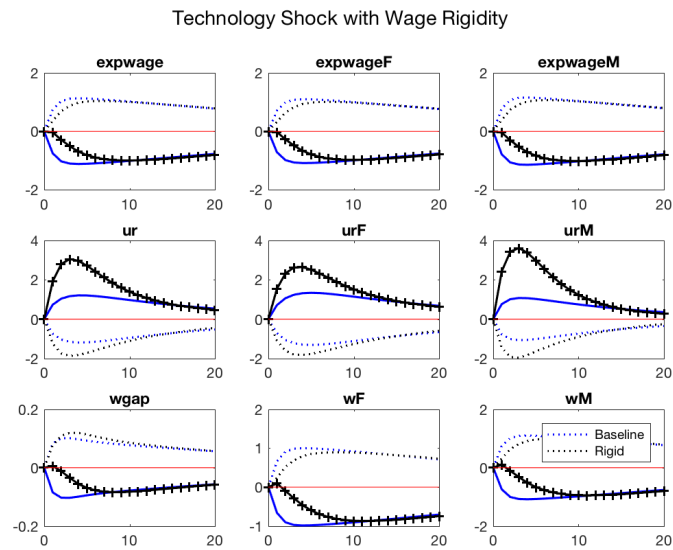 Technology Shock with Wage Rigidity
expwage expwageF expwageM
2 2 2
0 0 0
-2 -2 -2
0 10 20 0 10 20 0 10 20
ur urF urM
4 4 4
2 2 2
0 0 0
-2 -2 -2
0 10 20 0 10 20 0 10 20
wgap wF wM
0.2 2 2
Baseline
1
Rigid
0 0 0
-0.2 -1 -2
0 10 20 0 10 20 0 10 20